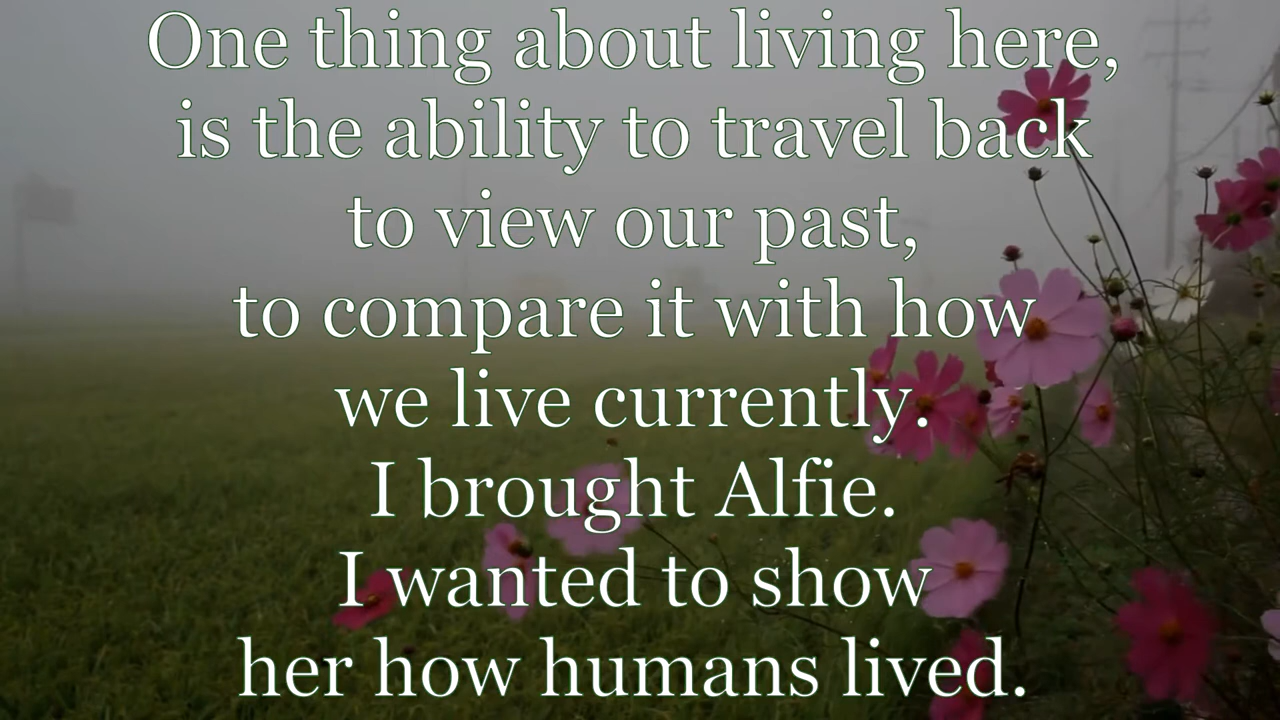 One thing about living here,
is the ability to travel back
to view our past,
to compare it with how
we live currently.
I brought Alfie.
I wanted to show
her how humans lived.